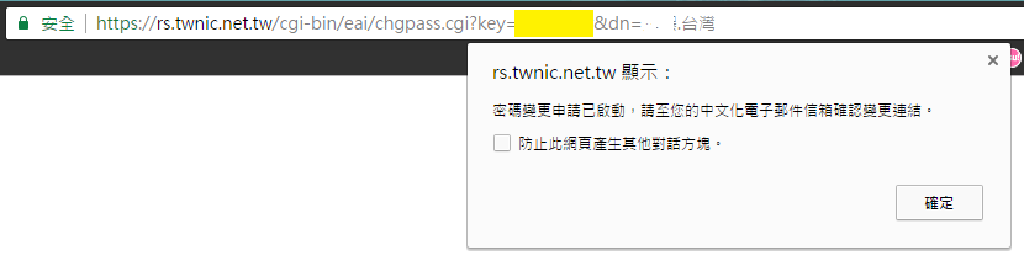 安全 https://rs.twnic.net.tw/cgi-bin/eai/chgpass.cgi?key= &dn= .台灣
rs.twnic.net.tw 顯示：
密碼變更申請已啟動，請至您的中文化電子郵件信箱確認變更連結。
防止此網頁產生其他對話方塊。
確定